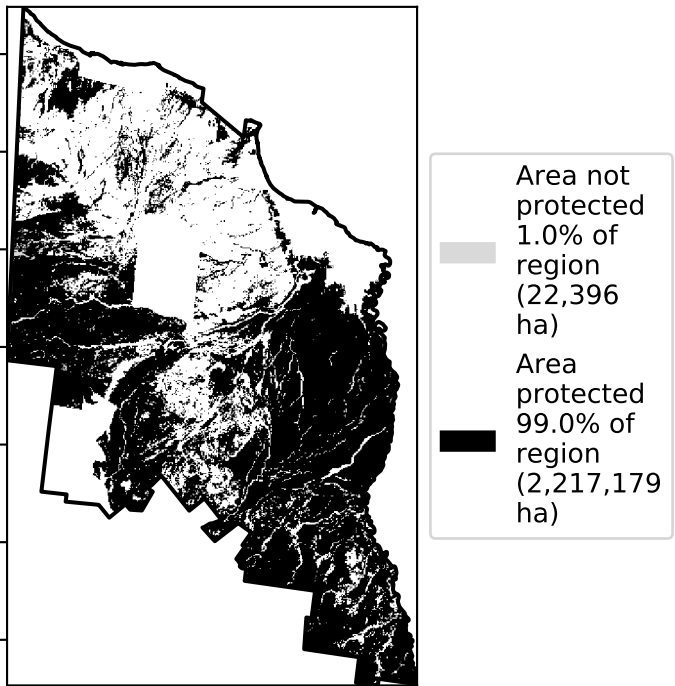 Area not
protected
1.0% of
region
(22,396
ha)
Area
protected
99.0% of
region
(2,217,179
ha)